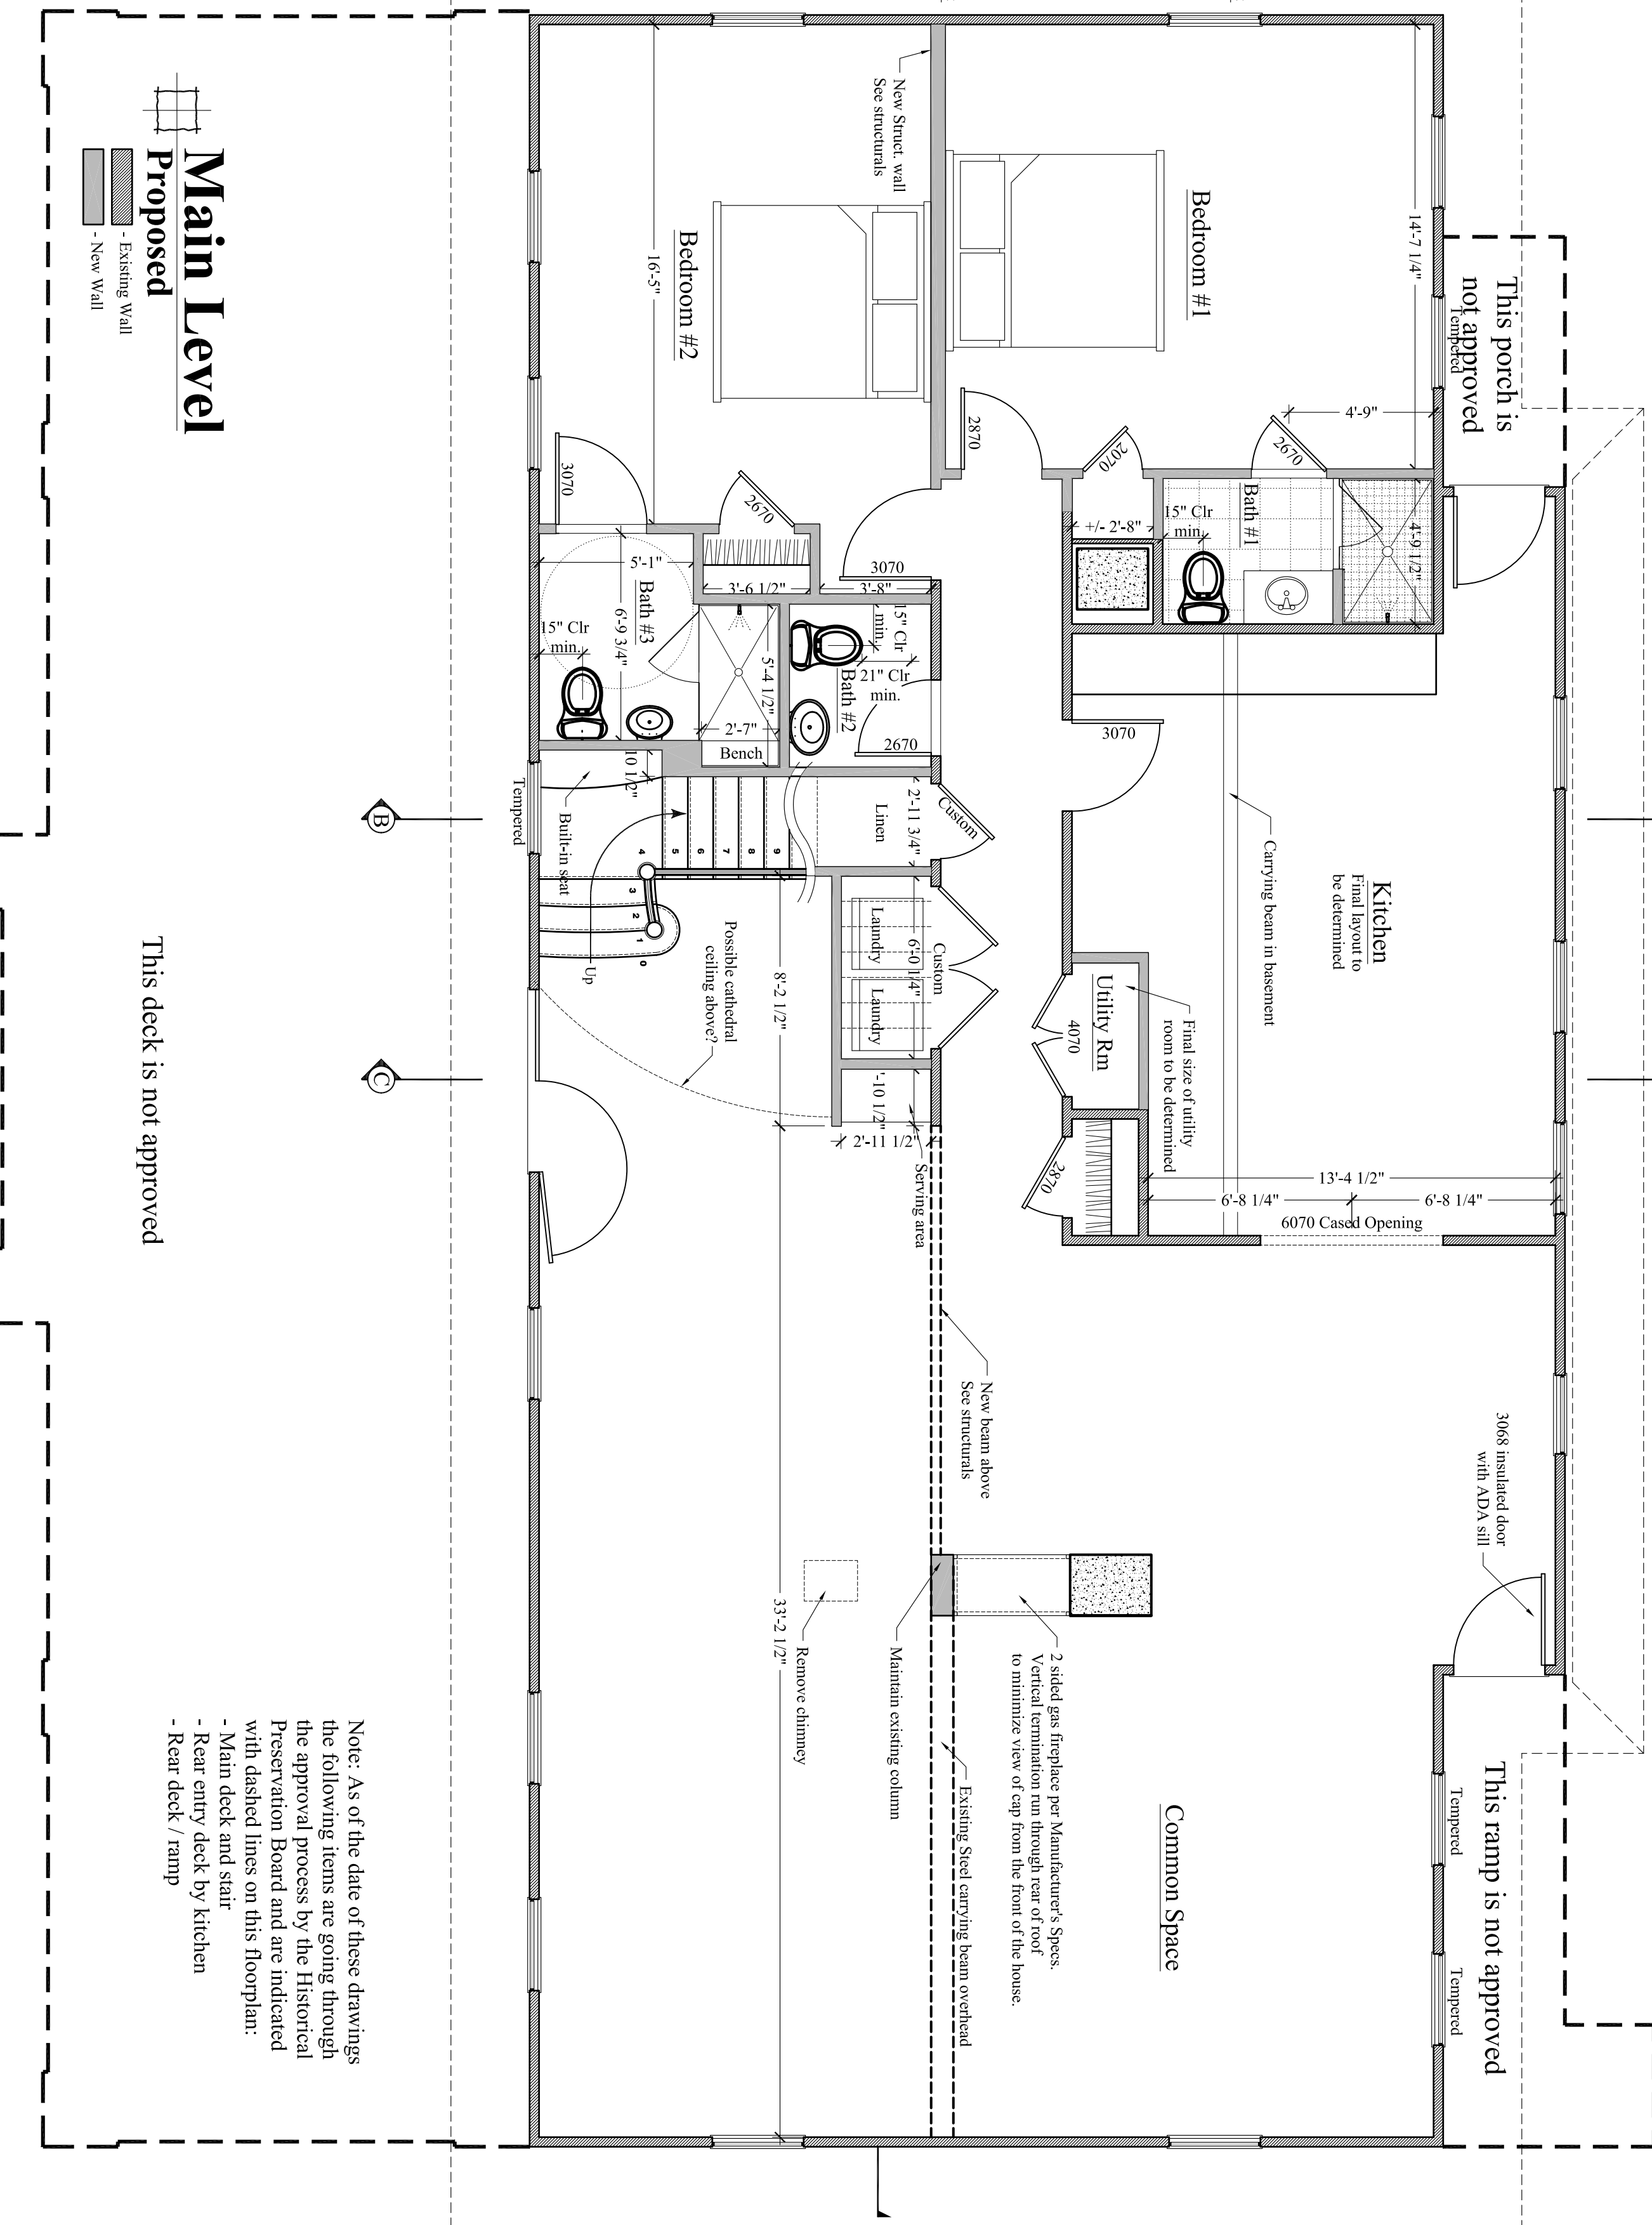 Main Level
Proposed
- Existing Wall
- New Wall
This porch is
not approved
Tempered
14'-7 1/4"
4'-9"
Bedroom #1
New Struct. wall
See structurals
Bedroom #2
16'-5"
2870
2070
2670
Bath #1
4'-9 1/2"
15" Clr
min.
+/- 2'-8"
3070
2670
3070
3'-6 1/2"
3'-8"
5'-1"
Bath #3
6'-9 3/4"
15" Clr
min.
5'-4 1/2"
2'-7"
Bench
15" Clr
min.
21" Clr
min.
Bath #2
2670
3070
10 1/2"
Tempered
Built-in
seat
Up
0
1
2
3
4
5
6
7
8
9
Linen
2'-11 3/4"
Custom
Custom
Laundry
Laundry
6'-0 1/4"
8'-2 1/2"
Possible cathedral
ceiling above?
'-10 1/2"
2'-11 1/2"
Serving area
Kitchen
Final layout to
be determined
Carrying beam in basement
Utility Rm
4070
Final size of utility
room to be determined
2870
13'-4 1/2"
6'-8 1/4"
6'-8 1/4"
6070 Cased Opening
New beam above
See structurals
3068 insulated door
with ADA sill
2 sided gas fireplace per Manufacturer's Specs.
Vertical termination run through rear of roof
to minimize view of cap from the front of the house.
Maintain existing column
Remove chimney
33'-2 1/2"
Existing Steel carrying beam overhead
Common Space
Tempered
Tempered
This ramp is not approved
B
C
This deck is not approved
Note: As of the date of these drawings
the following items are going through
the approval process by the Historical
Preservation Board and are indicated
with dashed lines on this floorplan:
- Main deck and stair
- Rear entry deck by kitchen
- Rear deck / ramp